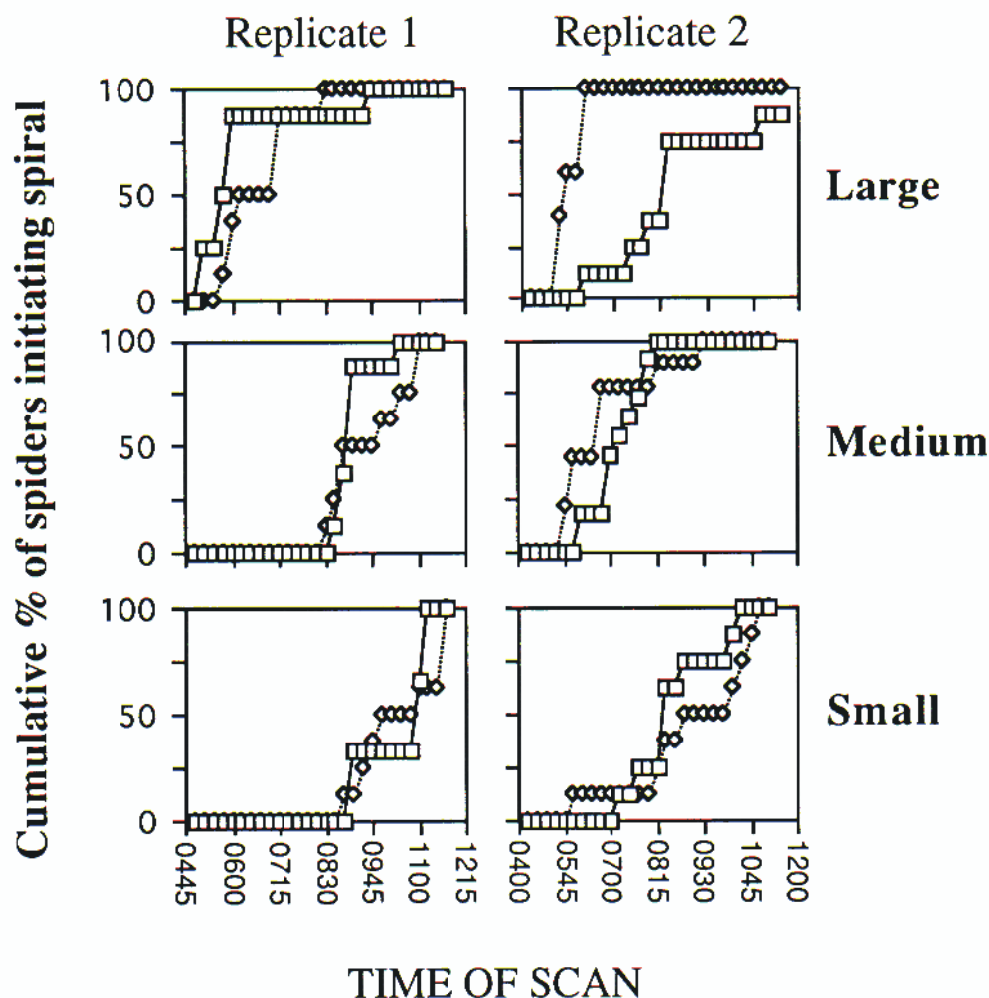 Replicate 1 Replicate 2
Cumulative % of spiders initiating spiral
100
50
0
Large
100
50
0
Medium
100
50
0
Small
0445 0600 0715 0830 0945 1100 1215
0400 0545 0700 0815 0930 1045 1200
TIME OF SCAN